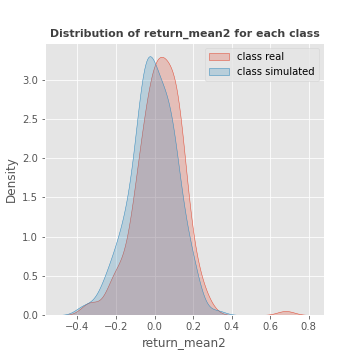 Distribution of return_mean2 for each class
class real
class simulated
Density
3.0
2.5
2.0
1.5
1.0
0.5
0.0
−0.4 −0.2 0.0 0.2 0.4 0.6 0.8
return_mean2